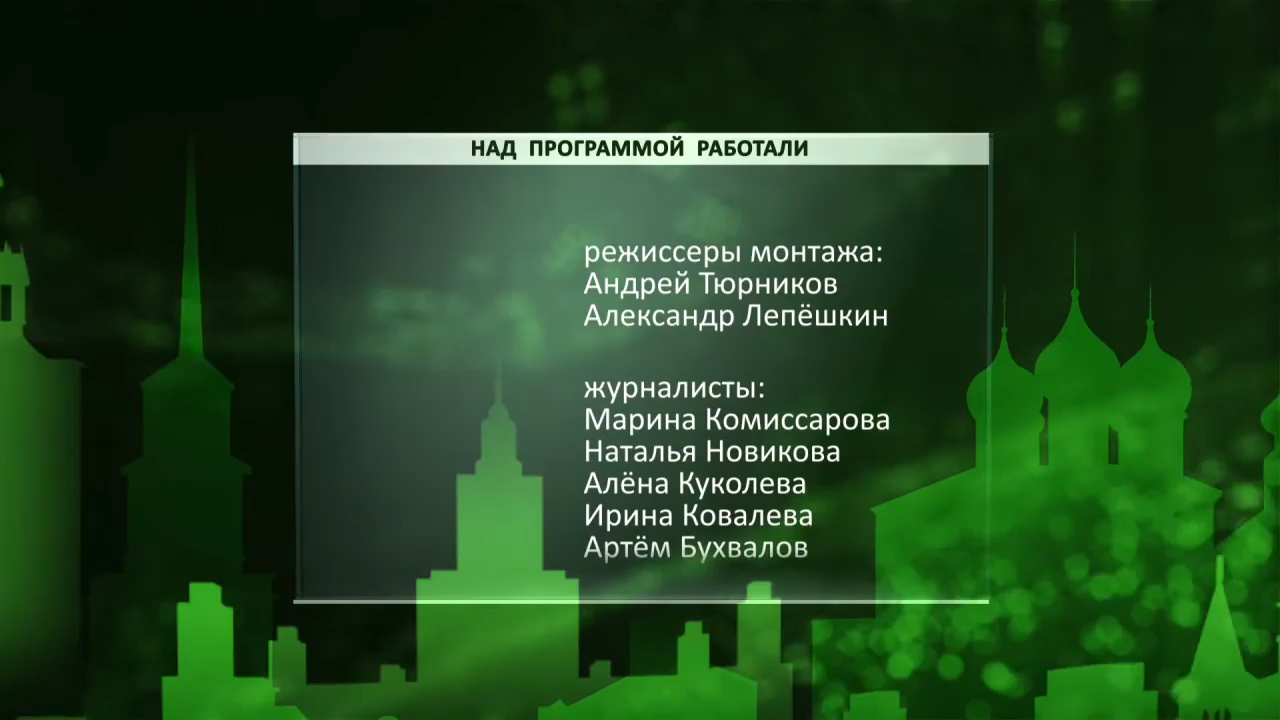 НАД ПРОГРАММОЙ РАБОТАЛИ
режиссеры монтажа:
Андрей Тюрников
Александр Лепёшкин
журналисты:
Марина Комиссарова
Наталья Новикова
Алёна Куколева
Ирина Ковалева
Артём Бухвалов